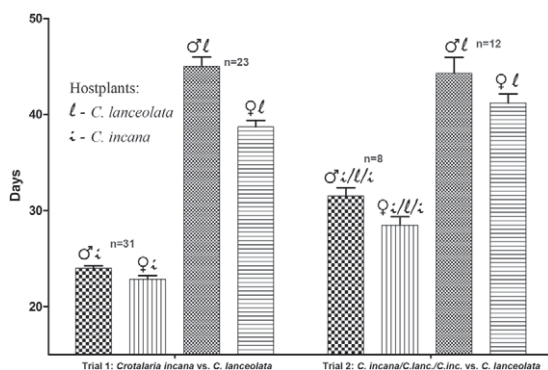 50
40
30
20
Days
Hostplants:
l - C. lanceolata
i - C. incana
♂i
n=31
♀i
♂l
n=23
♀l
♂i/l/i
n=8
♀i/l/i
♂l
n=12
♀l
Trial 1: Crotalaria incana vs. C. lanceolata
Trial 2: C. incana/C.lanc./C.inc. vs. C. lanceolata